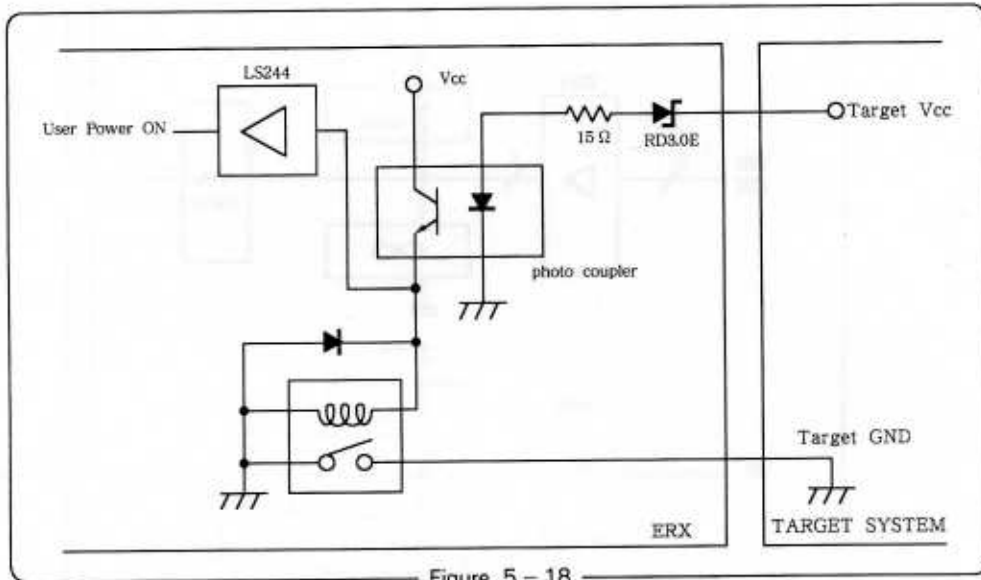 LS244
Vcc
User Power ON
15 Ω
RD3.0E
Target Vcc
photo coupler
Target GND
ERX
TARGET SYSTEM
Figure 5 – 18